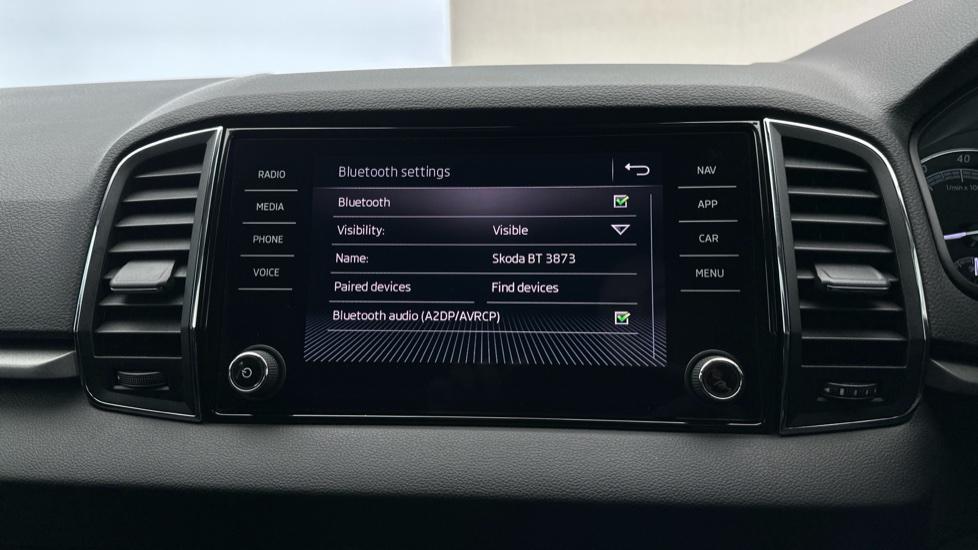 RADIO
MEDIA
PHONE
VOICE
Bluetooth settings
Bluetooth
Visibility: Visible
Name: Skoda BT 3873
Paired devices Find devices
Bluetooth audio (A2DP/AVRCP)
NAV
APP
CAR
MENU
40